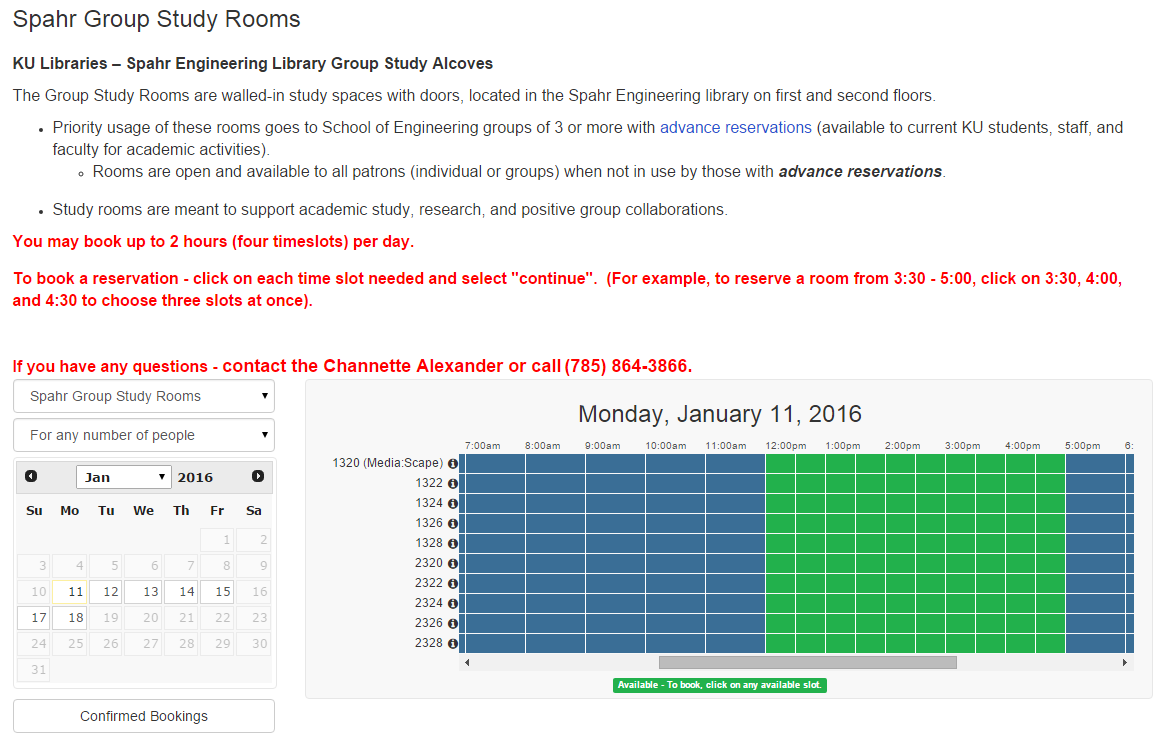 Spahr Group Study Rooms
KU Libraries – Spahr Engineering Library Group Study Alcoves
The Group Study Rooms are walled-in study spaces with doors, located in the Spahr Engineering library on first and second floors.
Priority usage of these rooms goes to School of Engineering groups of 3 or more with advance reservations (available to current KU students, staff, and
faculty for academic activities).
Rooms are open and available to all patrons (individual or groups) when not in use by those with advance reservations.
Study rooms are meant to support academic study, research, and positive group collaborations.
You may book up to 2 hours (four timeslots) per day.
To book a reservation - click on each time slot needed and select "continue". (For example, to reserve a room from 3:30 - 5:00, click on 3:30, 4:00,
and 4:30 to choose three slots at once).
If you have any questions - contact the Channette Alexander or call (785) 864-3866.
Spahr Group Study Rooms
For any number of people
Jan 2016
Su Mo Tu We Th Fr Sa
1 2
3 4 5 6 7 8 9
10 11 12 13 14 15 16
17 18 19 20 21 22 23
24 25 26 27 28 29 30
31
Confirmed Bookings
Monday, January 11, 2016
7:00am 8:00am 9:00am 10:00am 11:00am 12:00pm 1:00pm 2:00pm 3:00pm 4:00pm 5:00pm 6:
1320 (Media:Scape)
1322
1324
1326
1328
2320
2322
2324
2326
2328
Available - To book, click on any available slot.